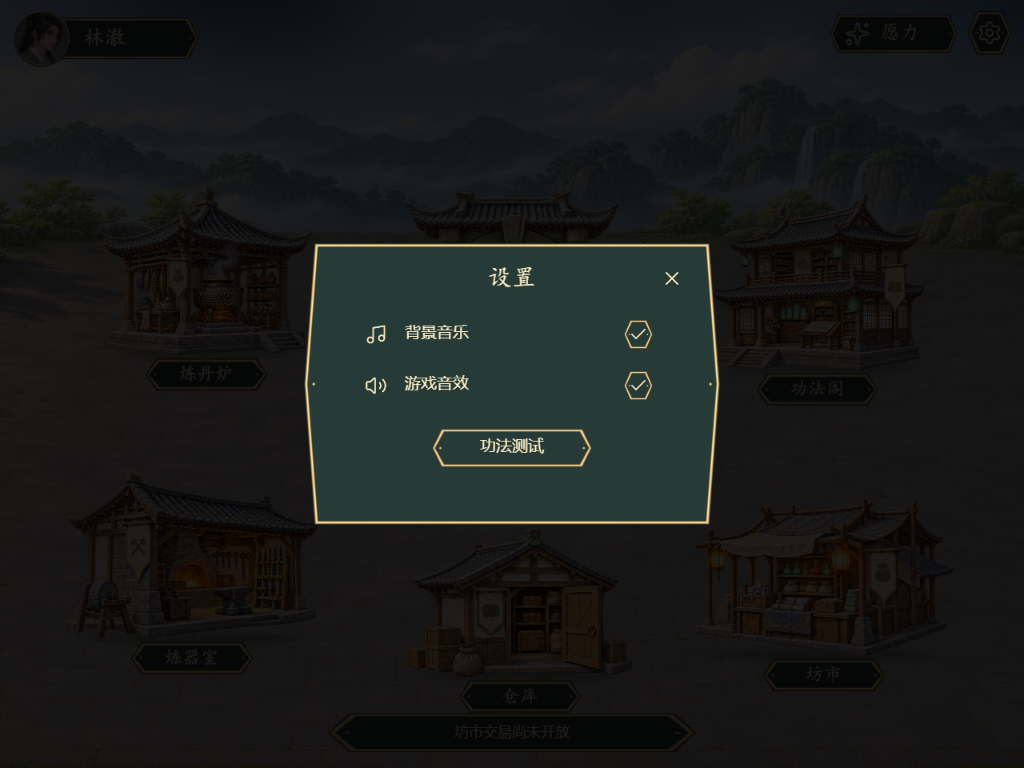 林澈
愿力
设置
背景音乐
游戏音效
功法测试
炼丹炉
功法阁
炼器室
仓库
坊市
坊市交易尚未开放